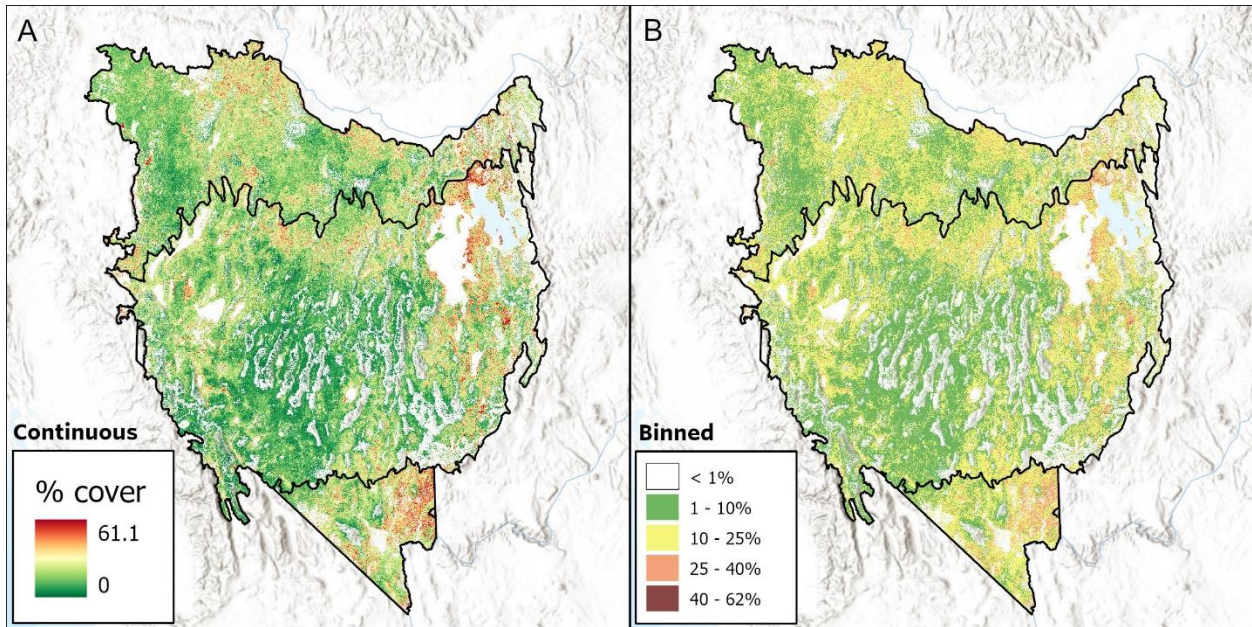 A
Continuous
% cover
61.1
0
B
Binned
< 1%
1 - 10%
10 - 25%
25 - 40%
40 - 62%